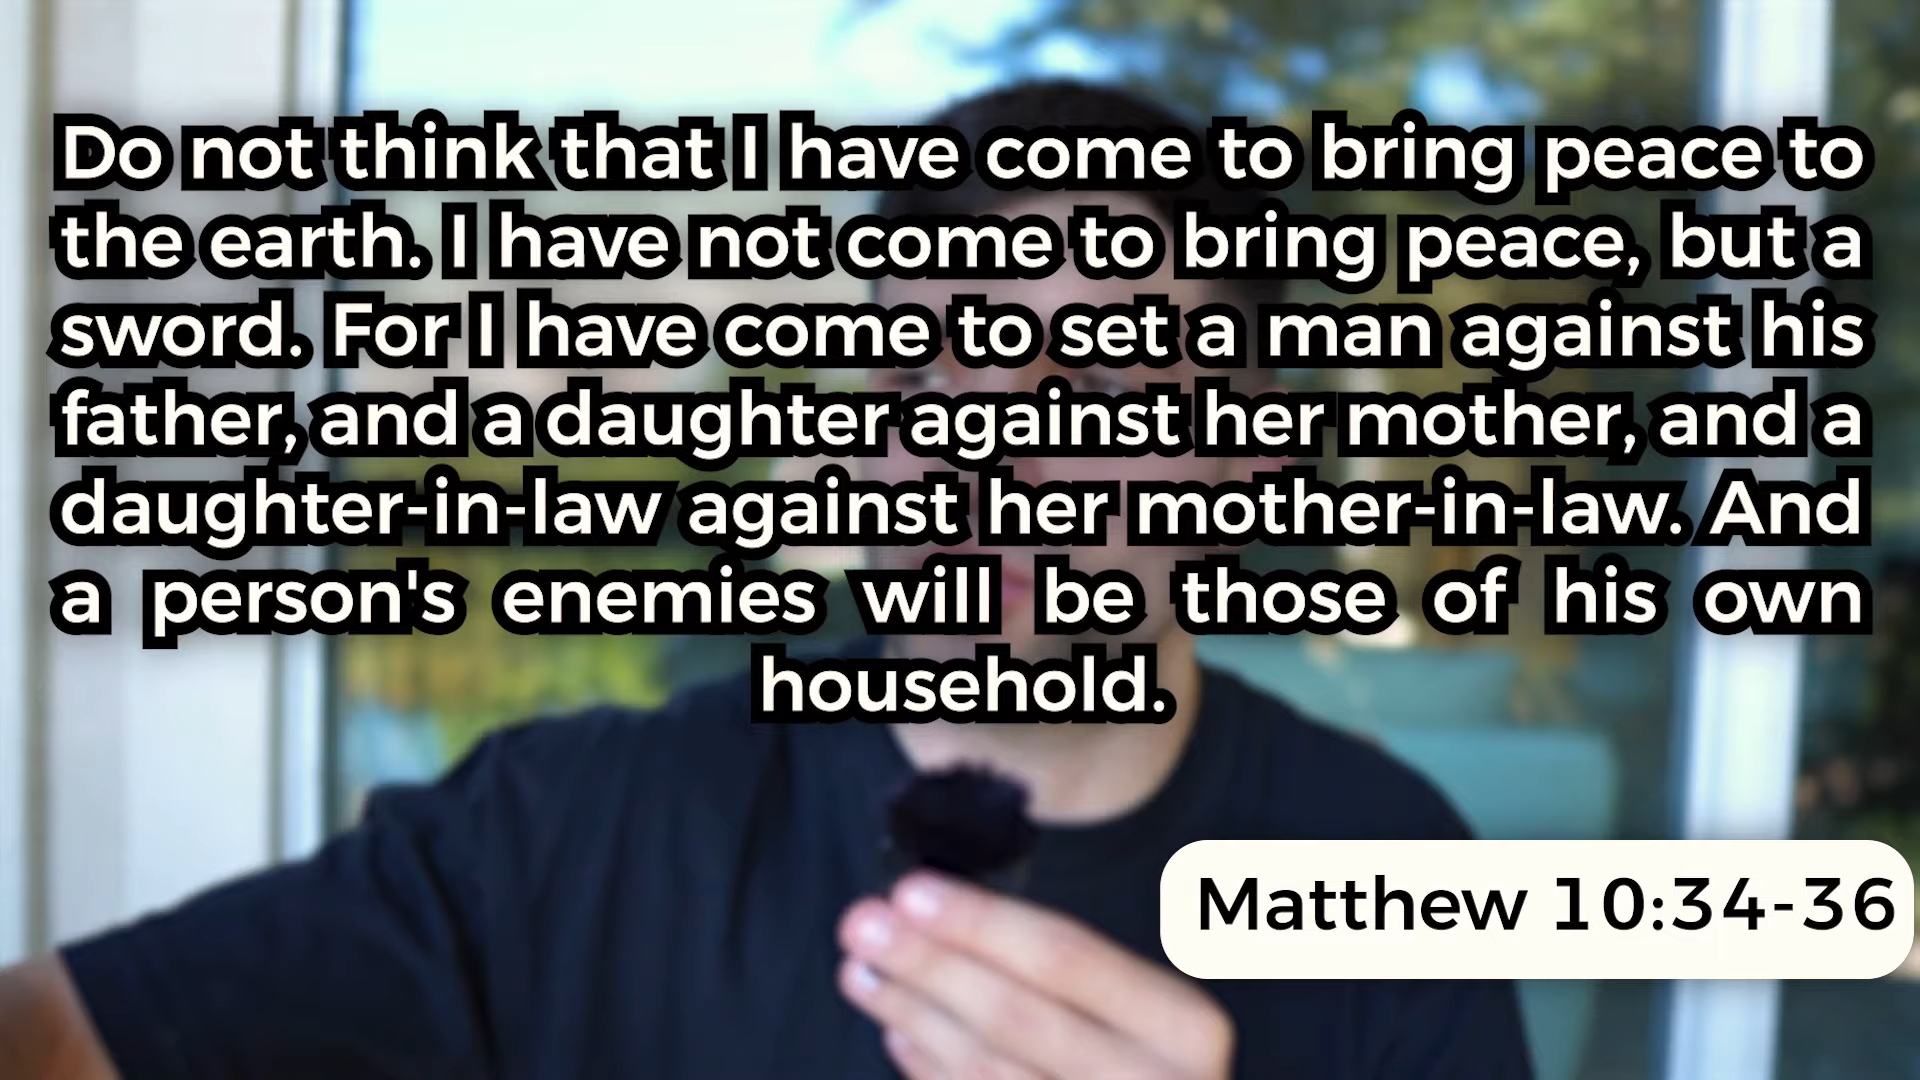 Do not think that I have come to bring peace to
the earth. I have not come to bring peace, but a
sword. For I have come to set a man against his
father, and a daughter against her mother, and a
daughter-in-law against her mother-in-law. And
a person's enemies will be those of his own
household.
Matthew 10:34-36